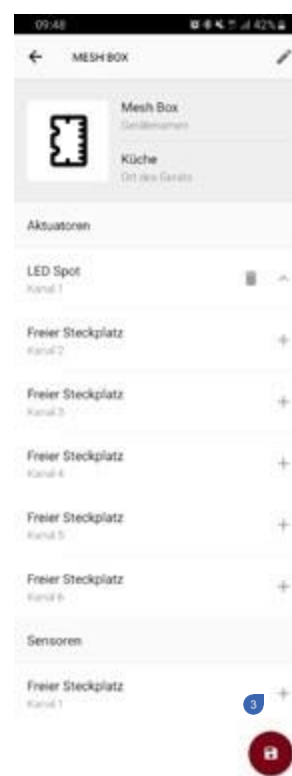 09:48
42%
MESH BOX
Mesh Box
Gerätenamen
Küche
Ort des Geräts
Aktuatoren
LED Spot
Kanal 1
Freier Steckplatz
Kanal 2
Freier Steckplatz
Kanal 3
Freier Steckplatz
Kanal 4
Freier Steckplatz
Kanal 5
Freier Steckplatz
Kanal 6
Sensoren
Freier Steckplatz
Kanal 1
3